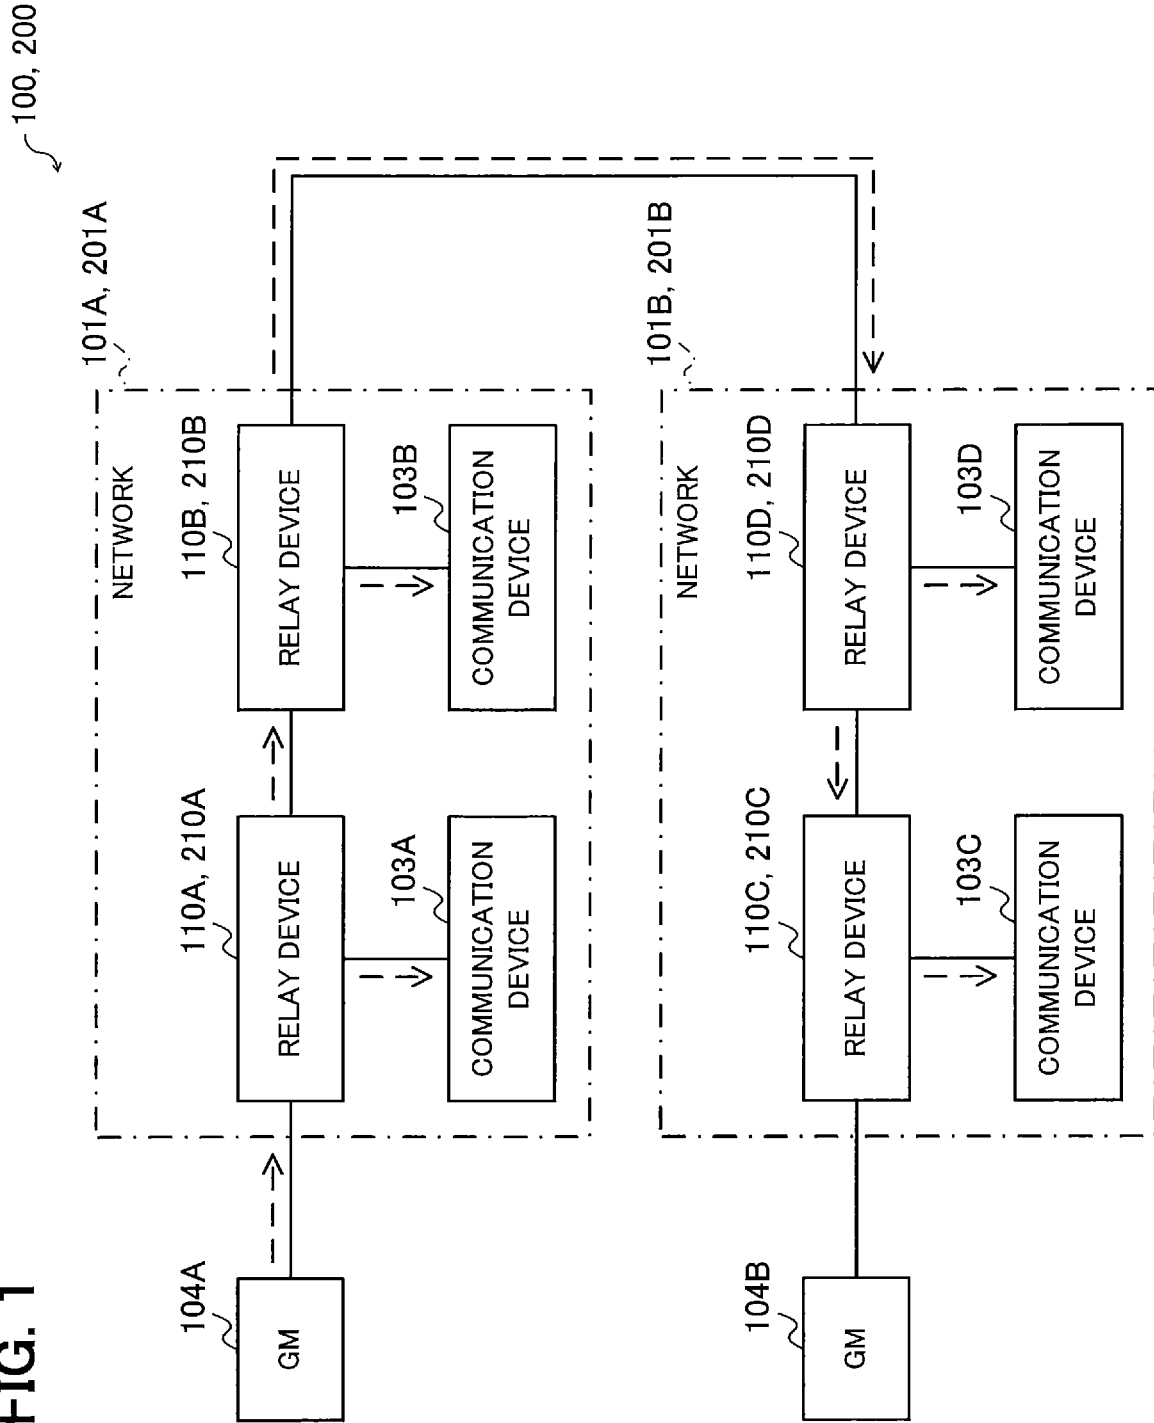 FIG. 1
100, 200
101A, 201A
NETWORK
104A
GM
110A, 210A
RELAY DEVICE
103A
COMMUNICATION
DEVICE
110B, 210B
RELAY DEVICE
103B
COMMUNICATION
DEVICE
101B, 201B
NETWORK
104B
GM
110C, 210C
RELAY DEVICE
103C
COMMUNICATION
DEVICE
110D, 210D
RELAY DEVICE
103D
COMMUNICATION
DEVICE